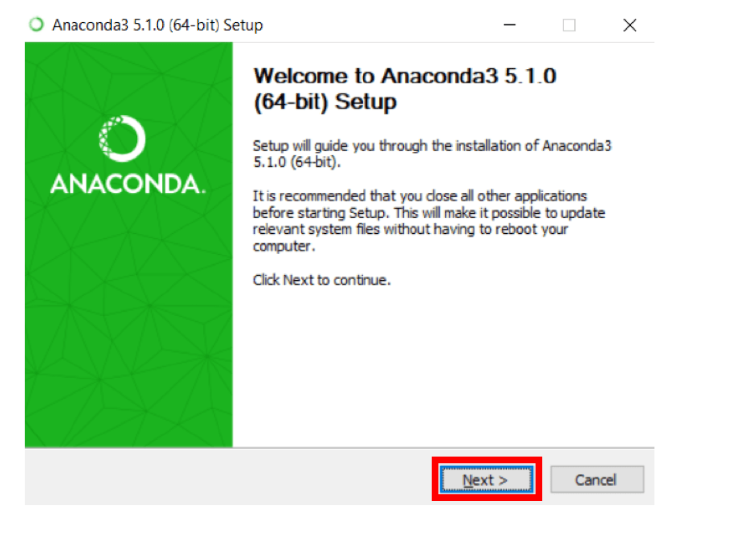 Anaconda3 5.1.0 (64-bit) Setup
Welcome to Anaconda3 5.1.0
(64-bit) Setup
Setup will guide you through the installation of Anaconda3
5.1.0 (64-bit).
ANACONDA.
It is recommended that you close all other applications
before starting Setup. This will make it possible to update
relevant system files without having to reboot your
computer.
Click Next to continue.
Next >
Cancel